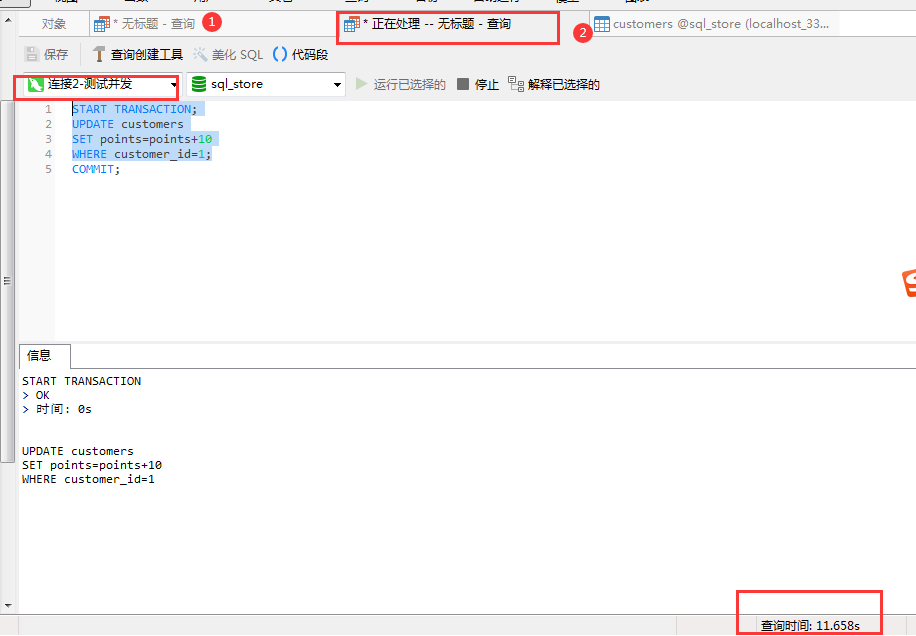 对象
* 无标题 - 查询
1
* 正在处理 -- 无标题 - 查询
2
customers @sql_store (localhost_33...
保存
查询创建工具
美化 SQL
() 代码段
连接2-测试并发
sql_store
运行已选择的
停止
解释已选择的
1 START TRANSACTION;
2 UPDATE customers
3 SET points=points+10
4 WHERE customer_id=1;
5 COMMIT;
信息
START TRANSACTION
> OK
> 时间: 0s
UPDATE customers
SET points=points+10
WHERE customer_id=1
查询时间: 11.658s